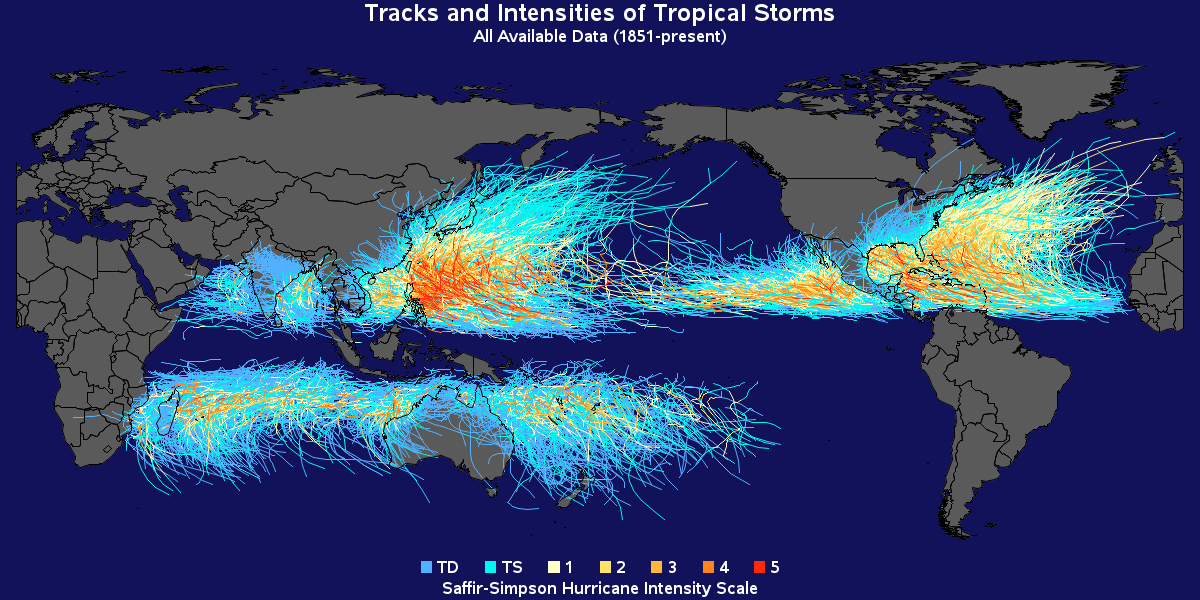 Tracks and Intensities of Tropical Storms
All Available Data (1851-present)
TD TS 1 2 3 4 5
Saffir-Simpson Hurricane Intensity Scale